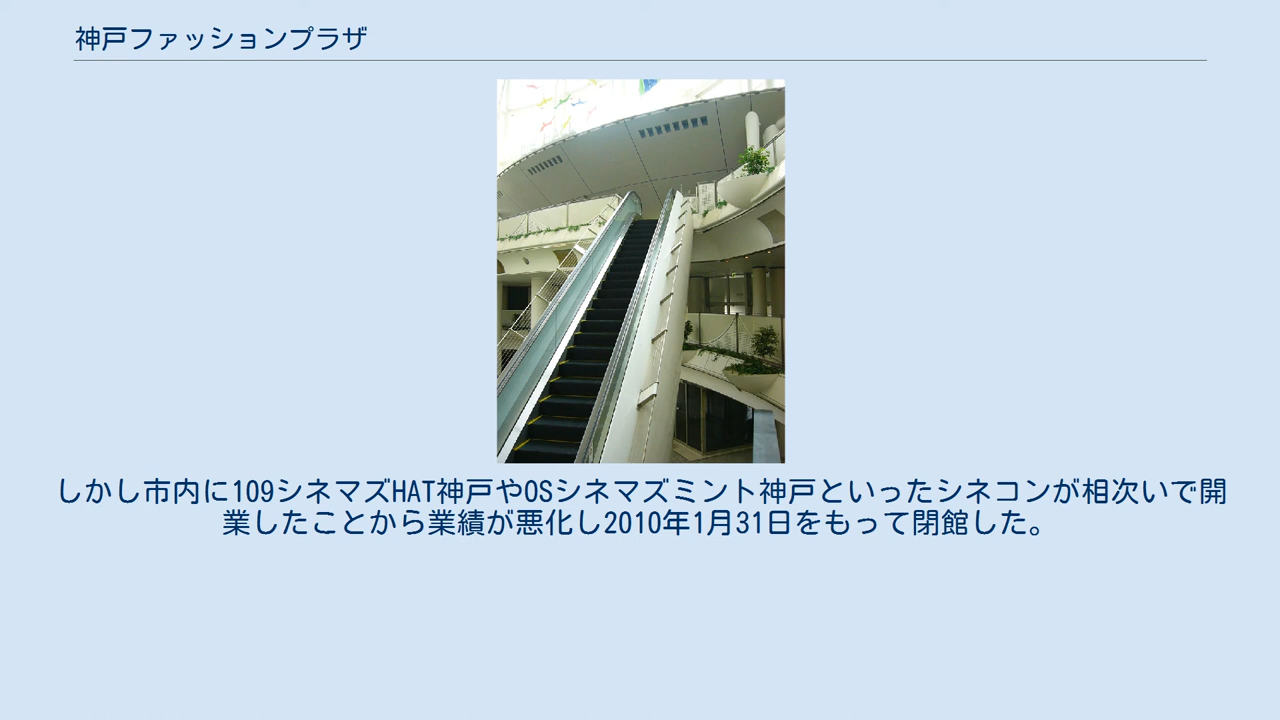 神戸ファッションプラザ
しかし市内に109シネマズHAT神戸やOSシネマズミント神戸といったシネコンが相次いで開
業したことから業績が悪化し2010年1月31日をもって閉館した。